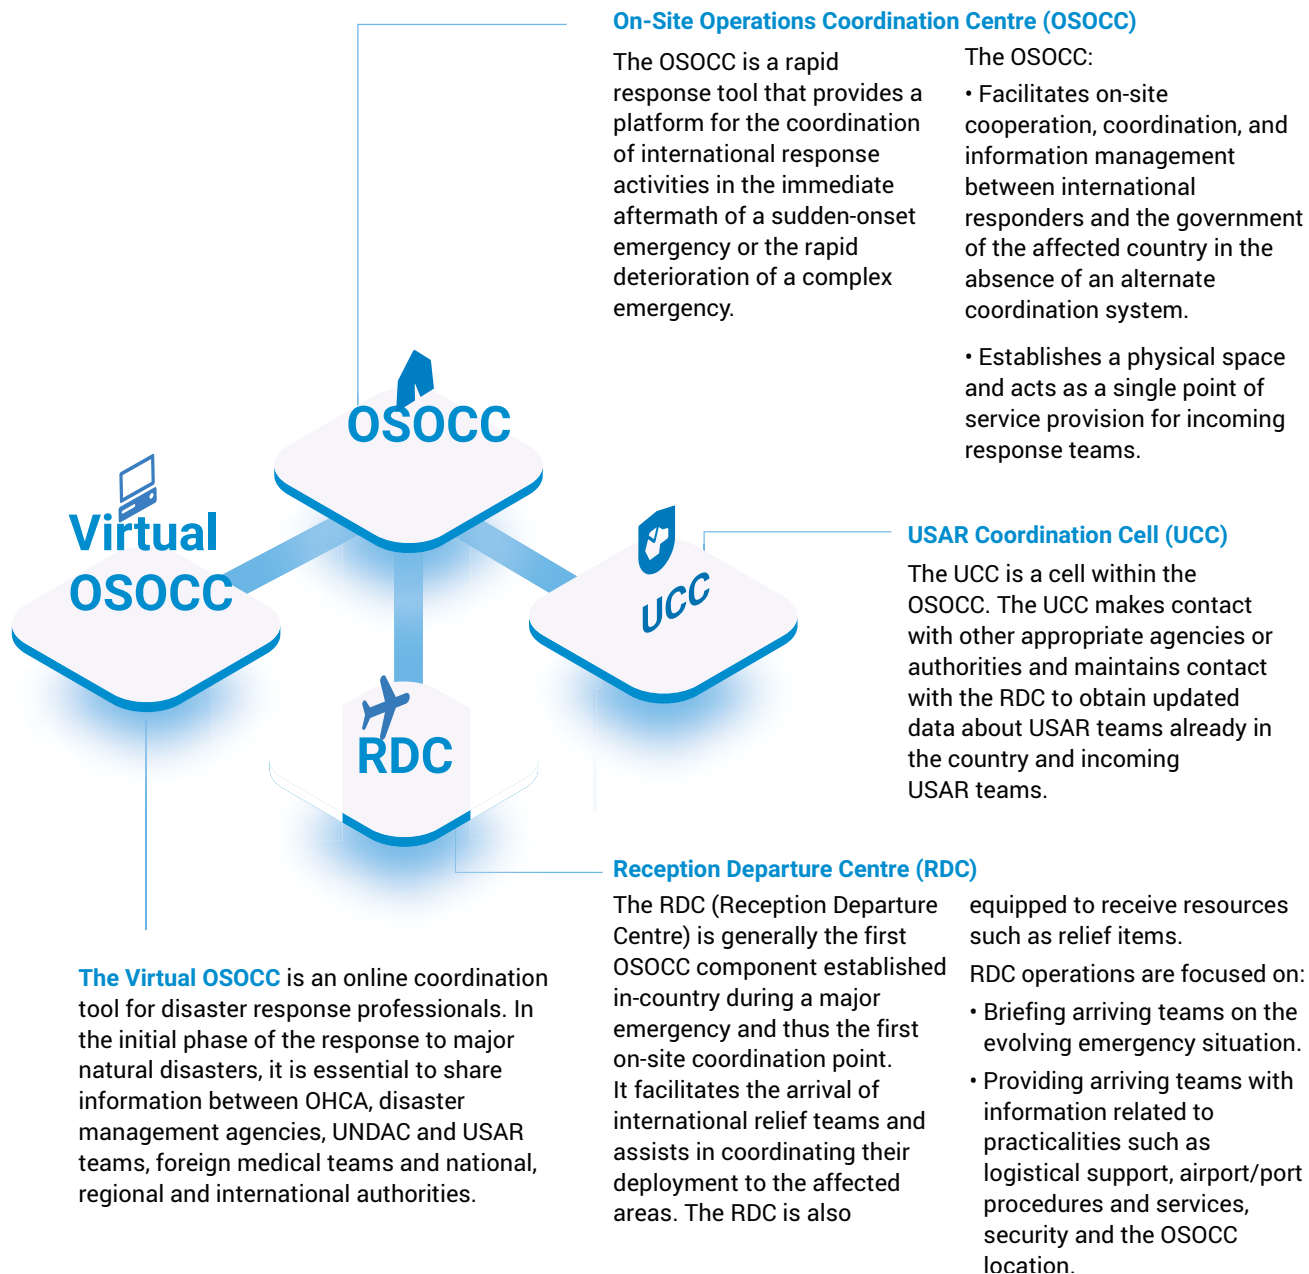 On-Site Operations Coordination Centre (OSOCC)
The OSOCC is a rapid
response tool that provides a
platform for the coordination
of international response
activities in the immediate
aftermath of a sudden-onset
emergency or the rapid
deterioration of a complex
emergency.
The OSOCC:
• Facilitates on-site
cooperation, coordination, and
information management
between international
responders and the government
of the affected country in the
absence of an alternate
coordination system.
• Establishes a physical space
and acts as a single point of
service provision for incoming
response teams.
OSOCC
Virtual
OSOCC
UCC
RDC
USAR Coordination Cell (UCC)
The UCC is a cell within the
OSOCC. The UCC makes contact
with other appropriate agencies or
authorities and maintains contact
with the RDC to obtain updated
data about USAR teams already in
the country and incoming
USAR teams.
The Virtual OSOCC is an online coordination
tool for disaster response professionals. In
the initial phase of the response to major
natural disasters, it is essential to share
information between OHCA, disaster
management agencies, UNDAC and USAR
teams, foreign medical teams and national,
regional and international authorities.
Reception Departure Centre (RDC)
The RDC (Reception Departure
Centre) is generally the first
OSOCC component established
in-country during a major
emergency and thus the first
on-site coordination point.
It facilitates the arrival of
international relief teams and
assists in coordinating their
deployment to the affected
areas. The RDC is also
equipped to receive resources
such as relief items.
RDC operations are focused on:
• Briefing arriving teams on the
evolving emergency situation.
• Providing arriving teams with
information related to
practicalities such as
logistical support, airport/port
procedures and services,
security and the OSOCC
location.